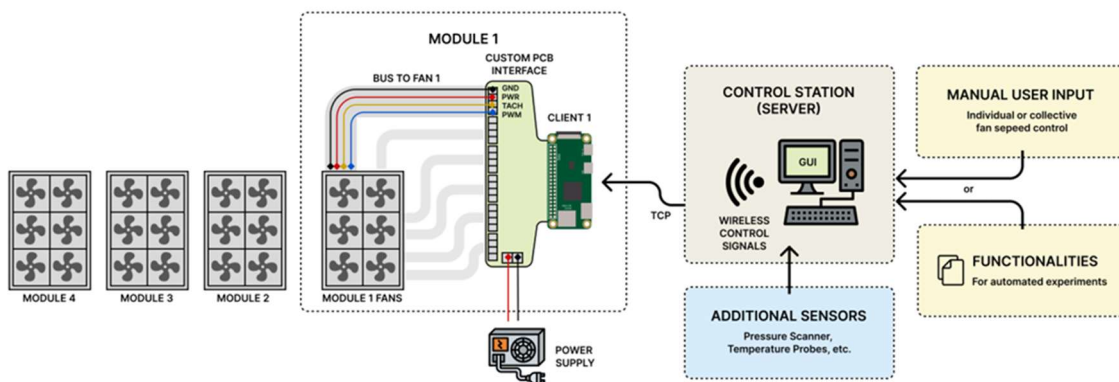 MODULE 1
CUSTOM PCB
INTERFACE
BUS TO FAN 1
GND
PWR
TACH
PWM
CLIENT 1
MODULE 4
MODULE 3
MODULE 2
MODULE 1 FANS
POWER
SUPPLY
TCP
CONTROL STATION
(SERVER)
GUI
WIRELESS
CONTROL
SIGNALS
ADDITIONAL SENSORS
Pressure Scanner,
Temperature Probes, etc.
MANUAL USER INPUT
Individual or collective
fan sepeed control
or
FUNCTIONALITIES
For automated experiments